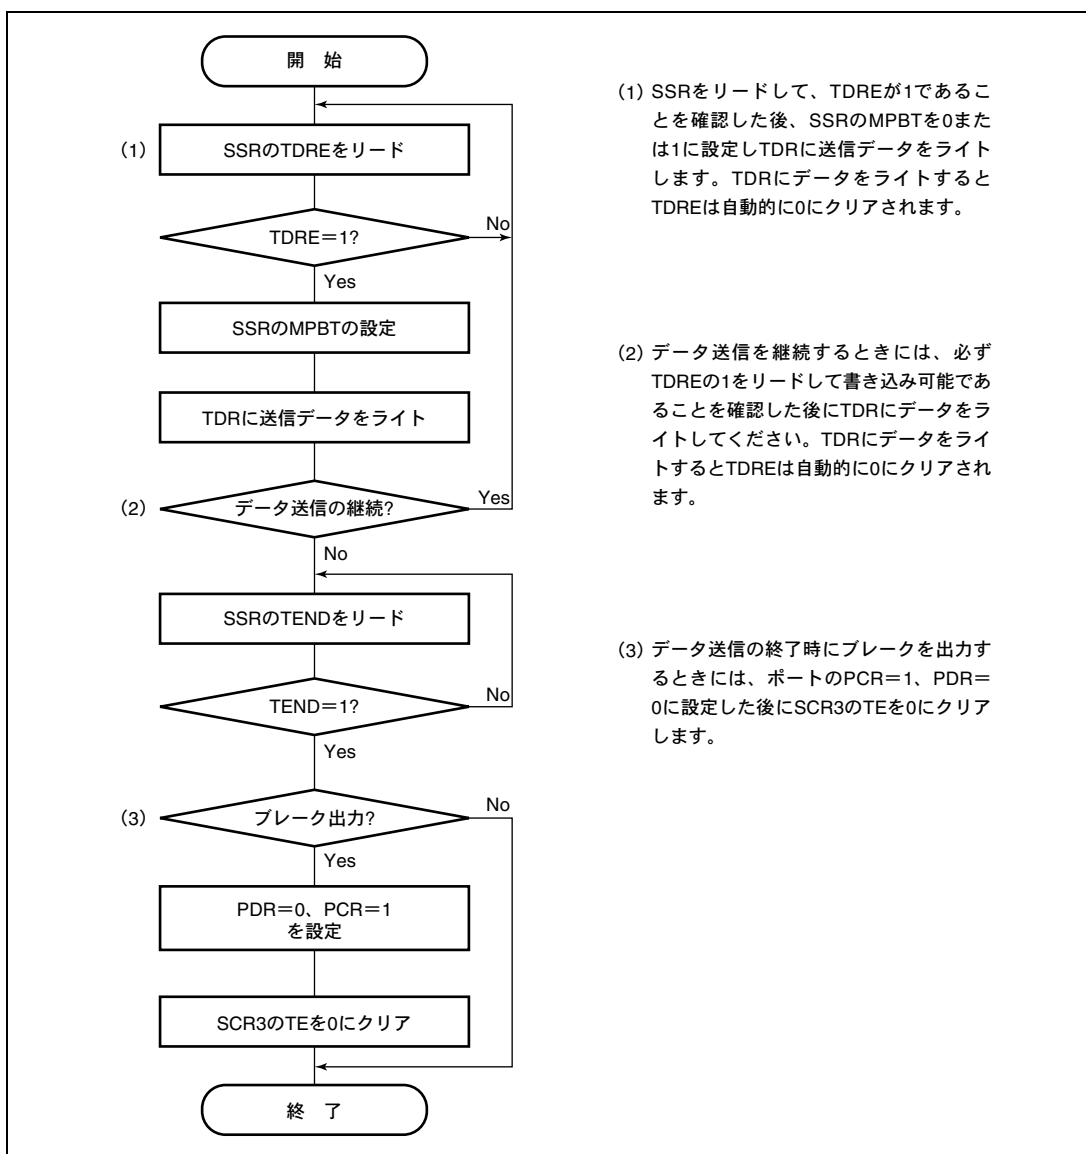 開 始
(1) SSRのTDREをリード
TDRE=1?
No
Yes
SSRのMPBTの設定
TDRに送信データをライト
(2) データ送信の継続?
Yes
No
SSRのTENDをリード
TEND=1?
No
Yes
(3) ブレーク出力?
No
Yes
PDR=0、PCR=1
を設定
SCR3のTEを0にクリア
終 了
(1) SSRをリードして、TDREが1であるこ
とを確認した後、SSRのMPBTを0また
は1に設定しTDRに送信データをライト
します。TDRにデータをライトすると
TDREは自動的に0にクリアされます。
(2) データ送信を継続するときには、必ず
TDREの1をリードして書き込み可能であ
ることを確認した後にTDRにデータをラ
イトしてください。TDRにデータをライ
トするとTDREは自動的に0にクリアされ
ます。
(3) データ送信の終了時にブレークを出力す
るときには、ポートのPCR=1、PDR=
0に設定した後にSCR3のTEを0にクリア
します。